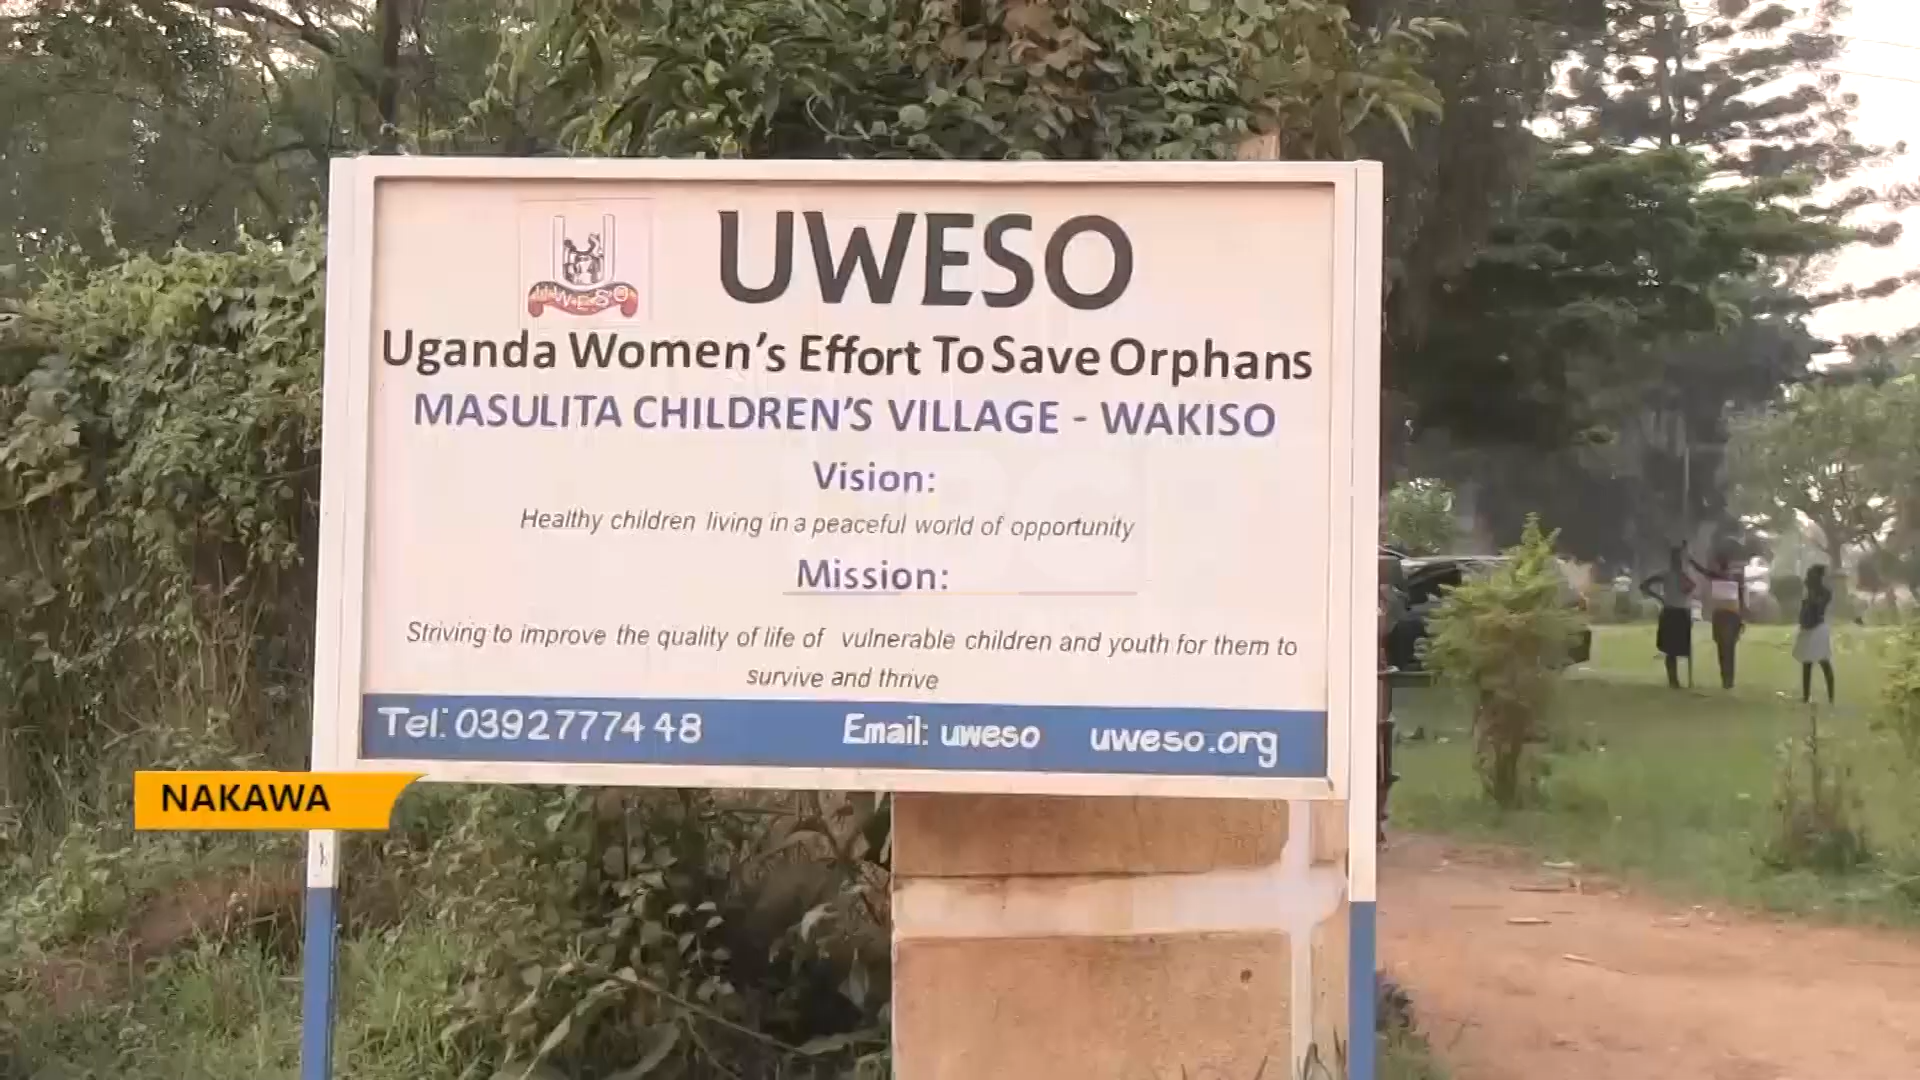 UWESO
UWESO
Uganda Women's Effort To Save Orphans
MASULITA CHILDREN'S VILLAGE - WAKISO
Vision:
Healthy children living in a peaceful world of opportunity
Mission:
Striving to improve the quality of life of vulnerable children and youth for them to
survive and thrive
Tel: 0392777448 Email: uweso uweso.org
NAKAWA